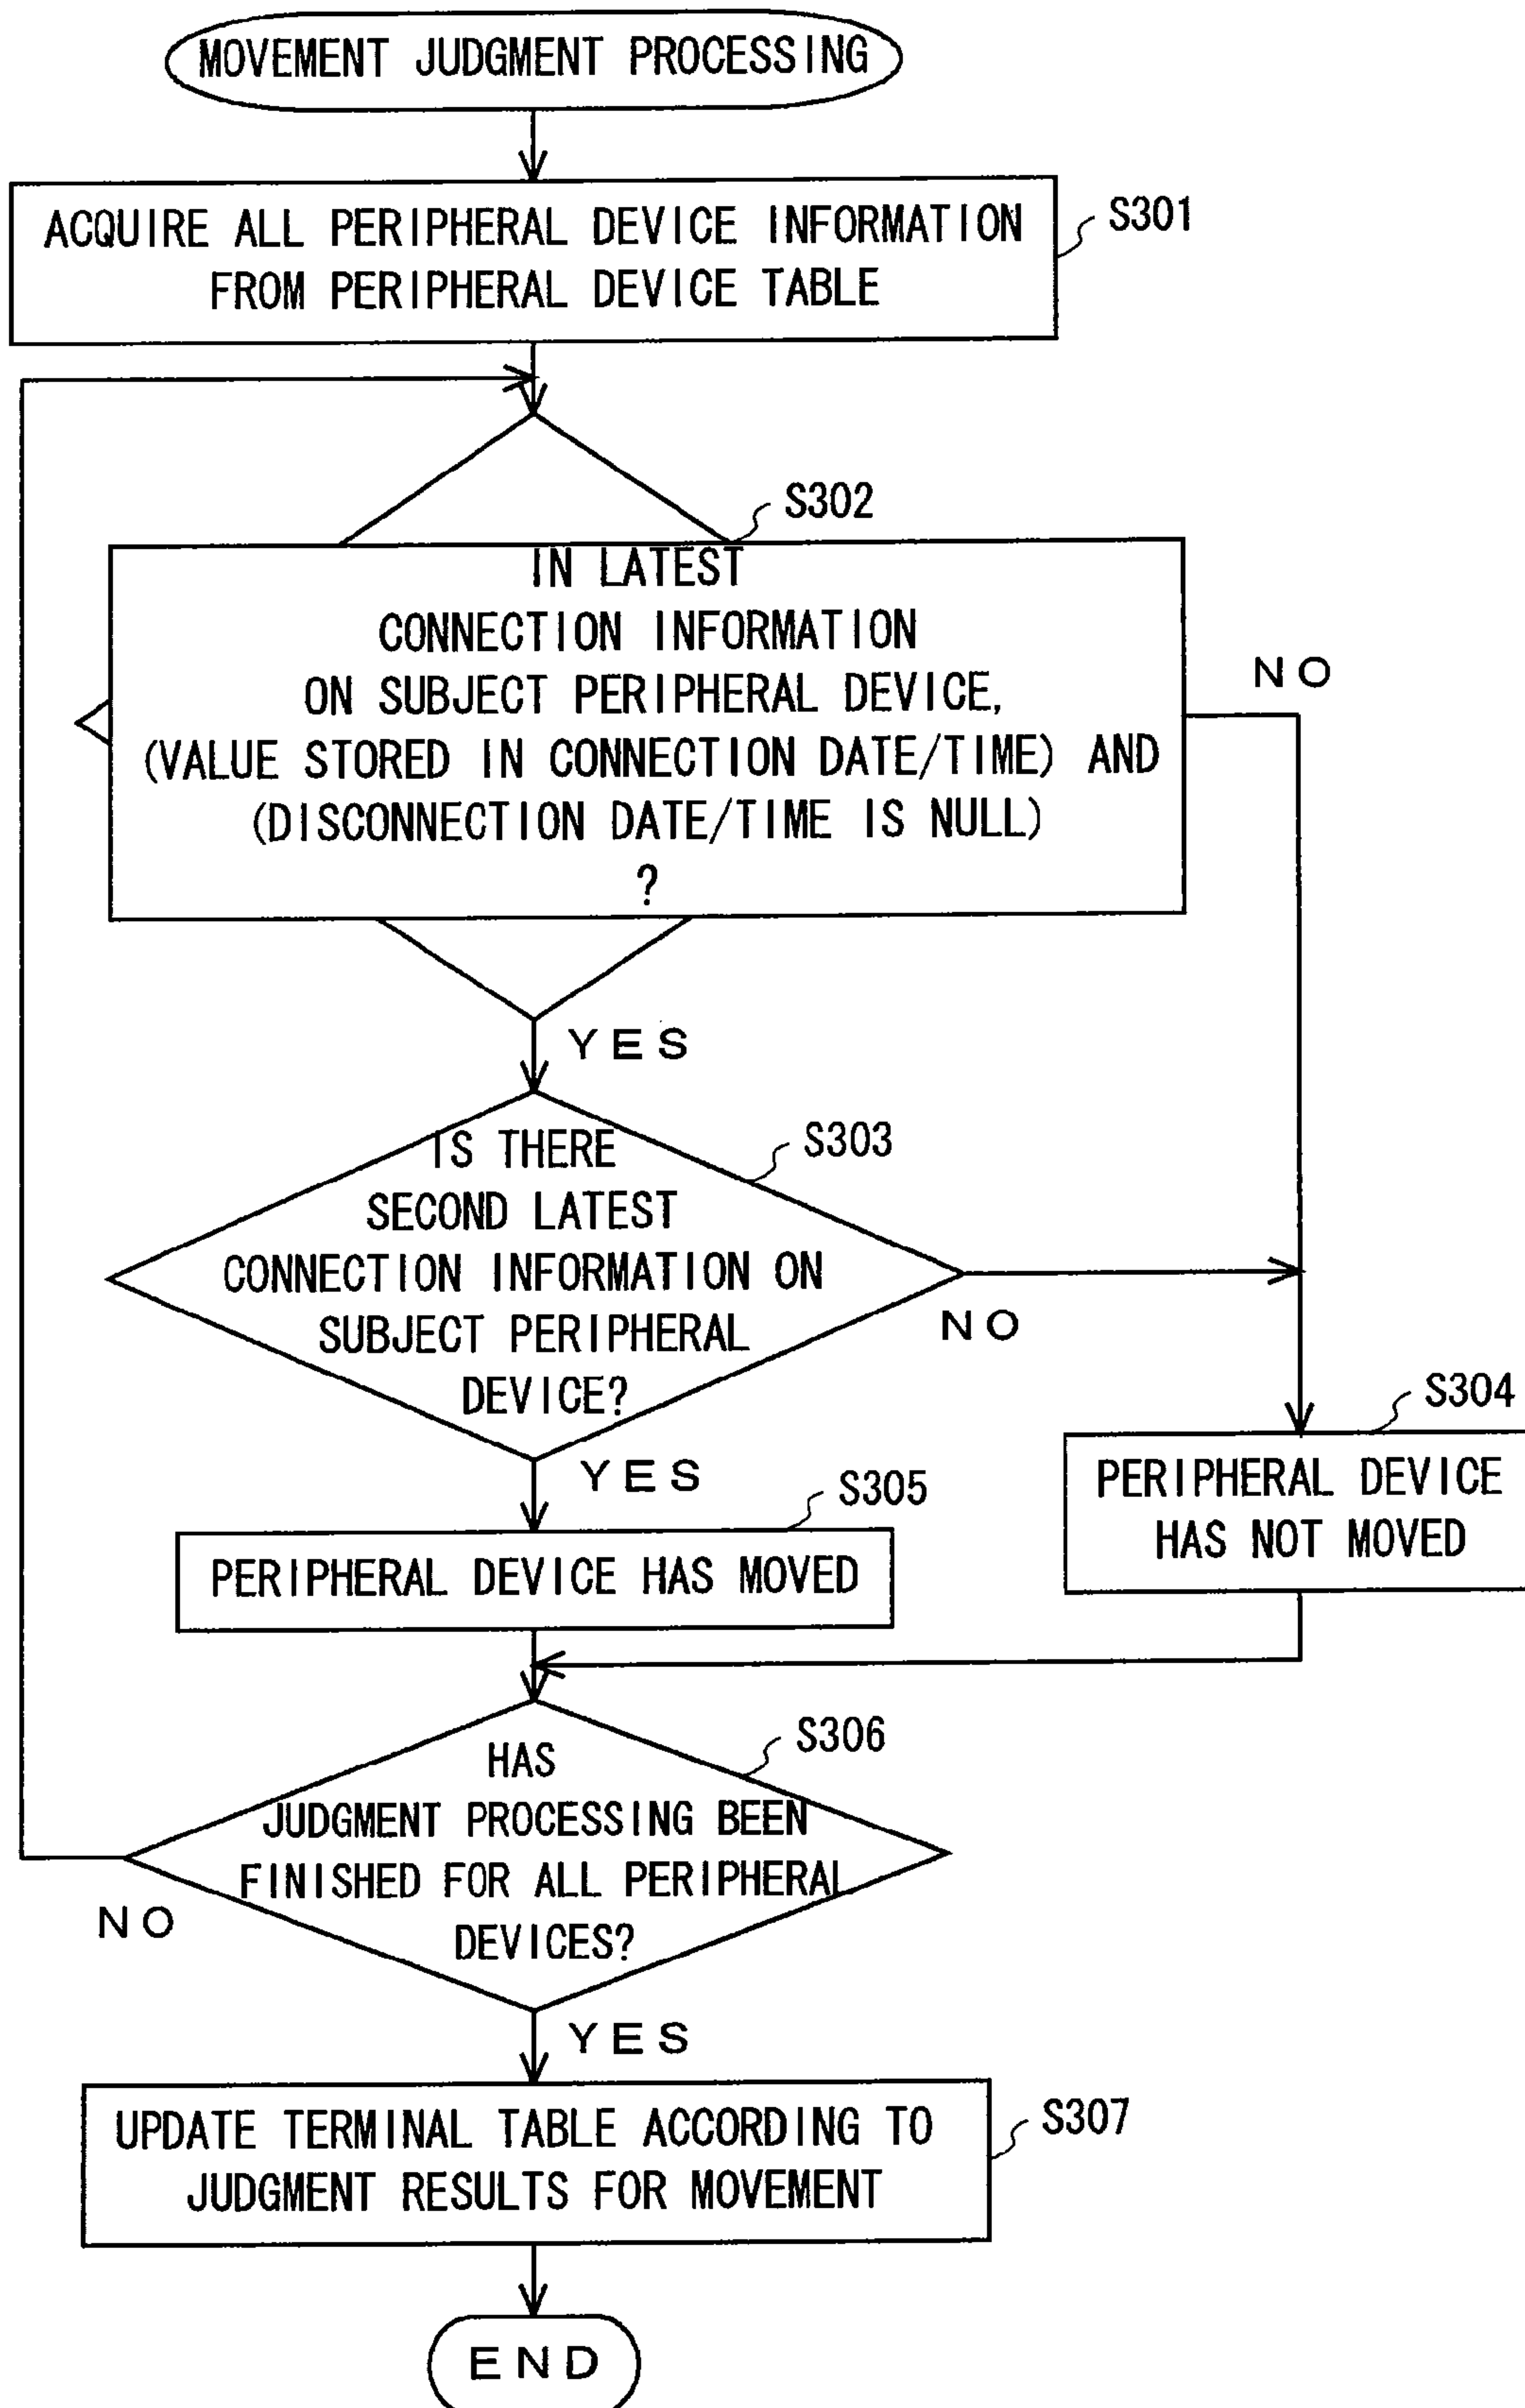 MOVEMENT JUDGMENT PROCESSING
ACQUIRE ALL PERIPHERAL DEVICE INFORMATION
FROM PERIPHERAL DEVICE TABLE
S301
S302
IN LATEST
CONNECTION INFORMATION
ON SUBJECT PERIPHERAL DEVICE,
(VALUE STORED IN CONNECTION DATE/TIME) AND
(DISCONNECTION DATE/TIME IS NULL)
?
NO
YES
IS THERE
SECOND LATEST
CONNECTION INFORMATION ON
SUBJECT PERIPHERAL
DEVICE?
S303
NO
YES
S304
PERIPHERAL DEVICE
HAS NOT MOVED
S305
PERIPHERAL DEVICE HAS MOVED
S306
HAS
JUDGMENT PROCESSING BEEN
FINISHED FOR ALL PERIPHERAL
DEVICES?
NO
YES
UPDATE TERMINAL TABLE ACCORDING TO
JUDGMENT RESULTS FOR MOVEMENT
S307
END